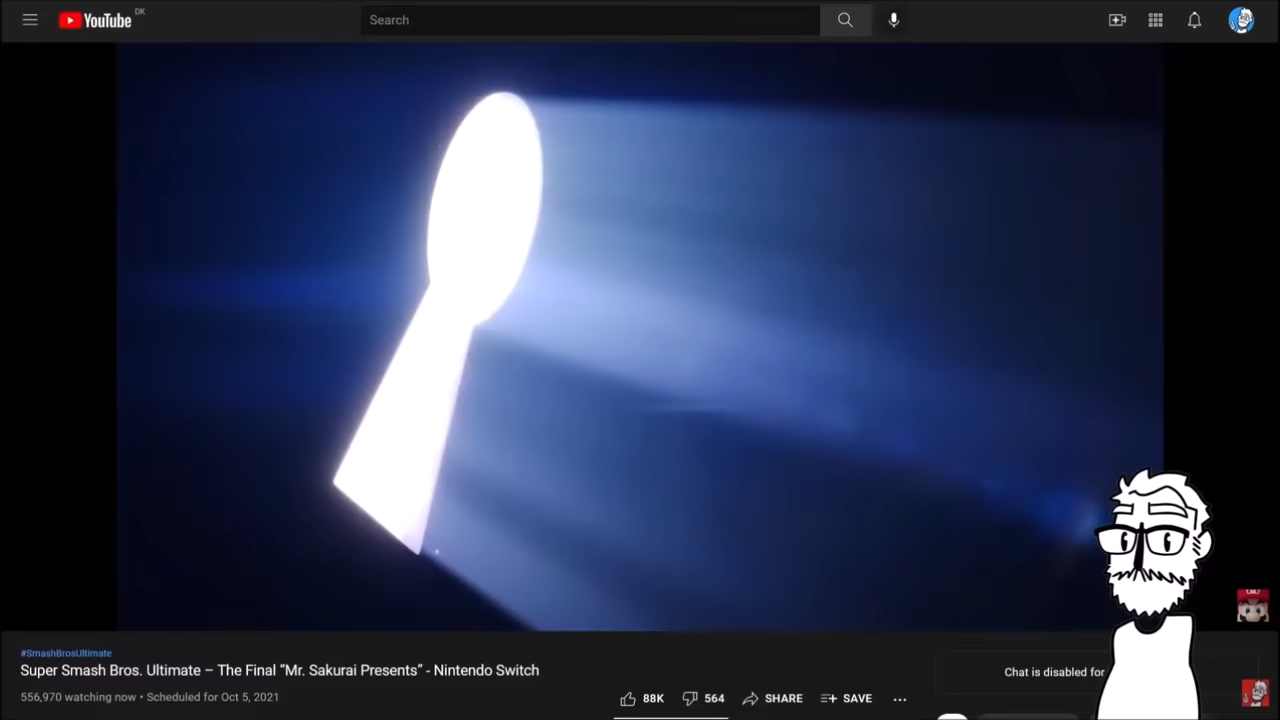 YouTube DK
Search
#SmashBrosUltimate
Super Smash Bros. Ultimate – The Final “Mr. Sakurai Presents” - Nintendo Switch
556,970 watching now • Scheduled for Oct 5, 2021
88K
564
SHARE
SAVE
Chat is disabled for